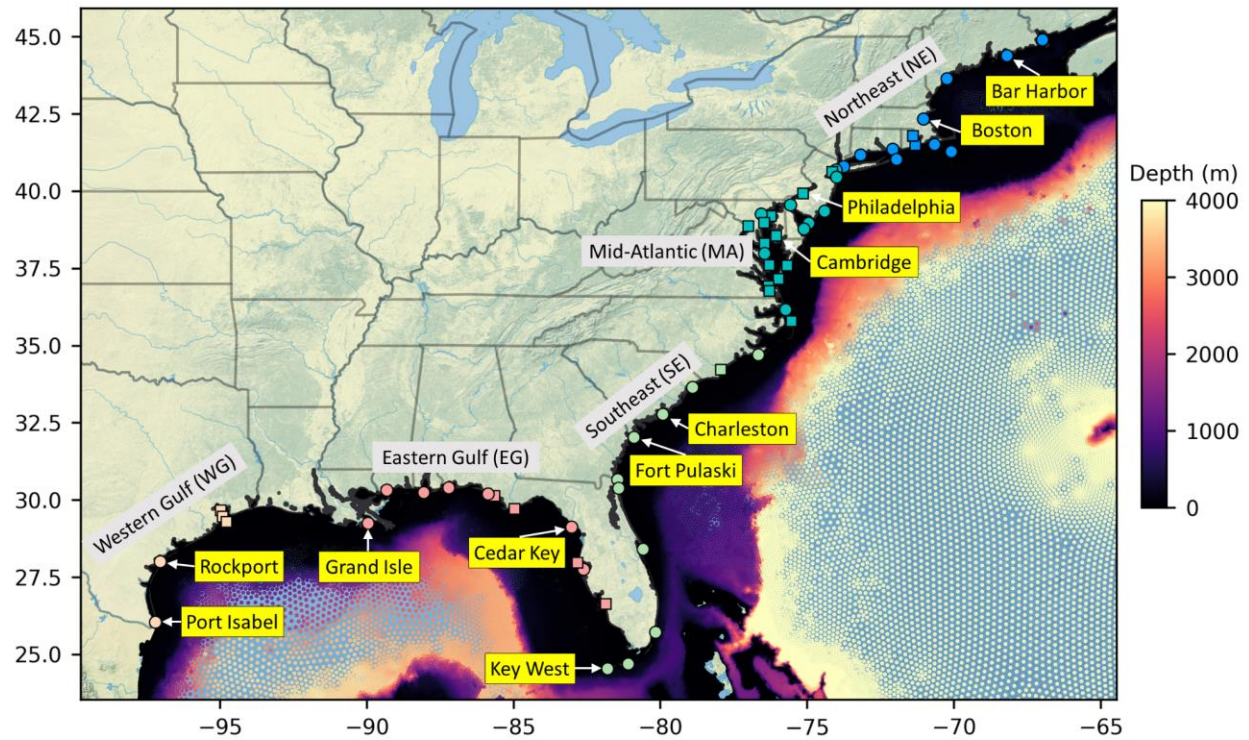 45.0
42.5
40.0
37.5
35.0
32.5
30.0
27.5
25.0
−95
−90
−85
−80
−75
−70
−65
Northeast (NE)
Bar Harbor
Boston
Philadelphia
Mid-Atlantic (MA)
Cambridge
Southeast (SE)
Charleston
Fort Pulaski
Eastern Gulf (EG)
Western Gulf (WG)
Cedar Key
Grand Isle
Rockport
Port Isabel
Key West
Depth (m)
4000
3000
2000
1000
0